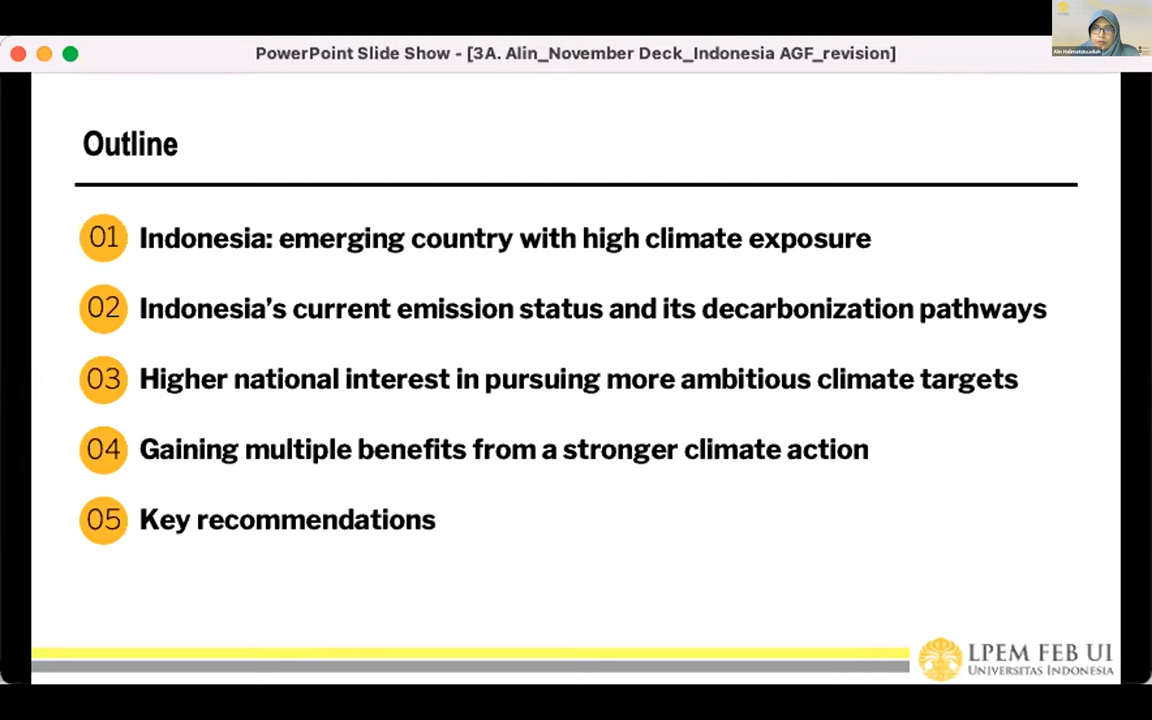 PowerPoint Slide Show - [3A. Alin_November Deck_Indonesia AGF_revision]
Alin Halimatussadiah
Outline
01 Indonesia: emerging country with high climate exposure
02 Indonesia's current emission status and its decarbonization pathways
03 Higher national interest in pursuing more ambitious climate targets
04 Gaining multiple benefits from a stronger climate action
05 Key recommendations
LPEM FEB UI
UNIVERSITAS INDONESIA